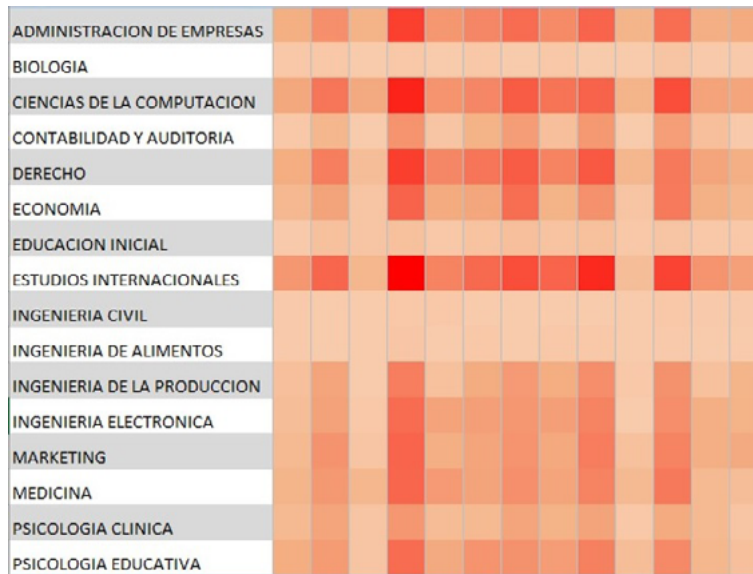 ADMINISTRACION DE EMPRESAS
BIOLOGIA
CIENCIAS DE LA COMPUTACION
CONTABILIDAD Y AUDITORIA
DERECHO
ECONOMIA
EDUCACION INICIAL
ESTUDIOS INTERNACIONALES
INGENIERIA CIVIL
INGENIERIA DE ALIMENTOS
INGENIERIA DE LA PRODUCCION
INGENIERIA ELECTRONICA
MARKETING
MEDICINA
PSICOLOGIA CLINICA
PSICOLOGIA EDUCATIVA